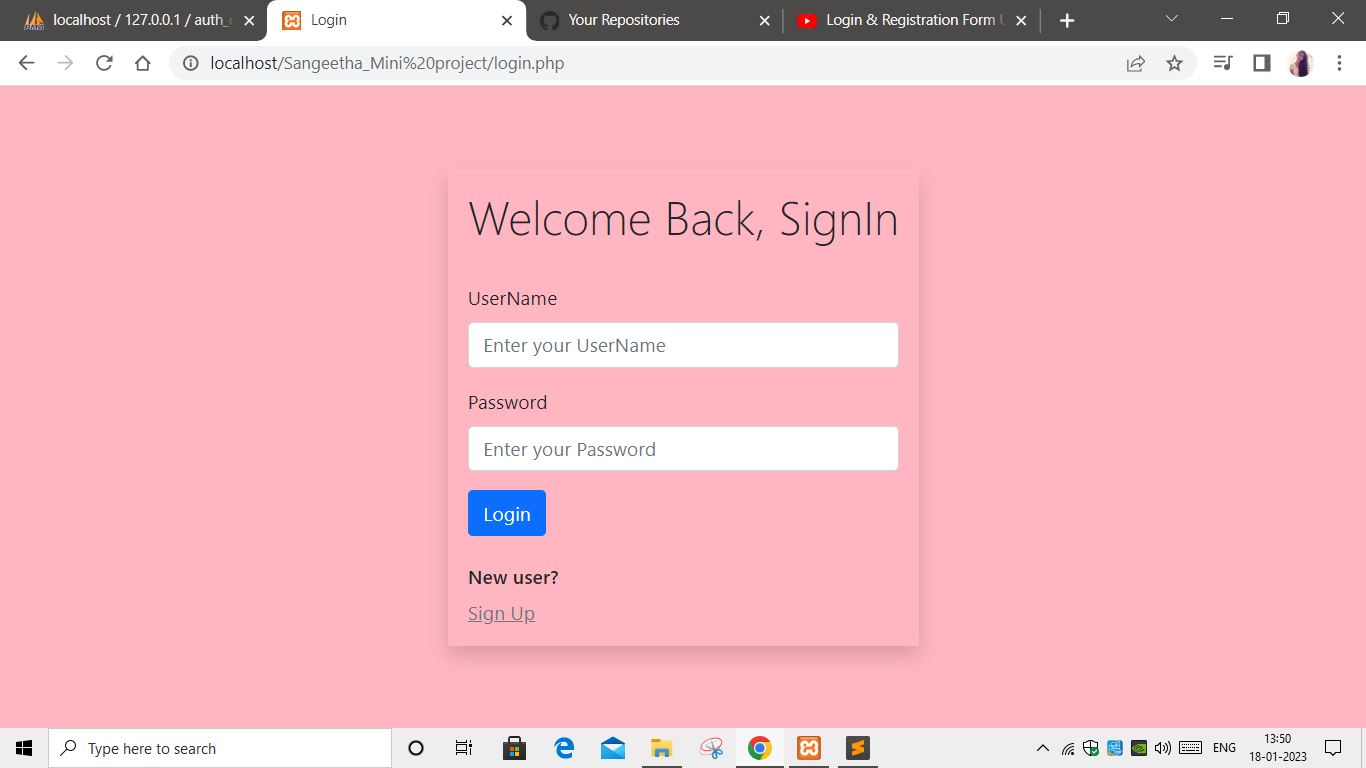 localhost / 127.0.0.1 / auth_
Login
Your Repositories
Login & Registration Form
localhost/Sangeetha_Mini%20project/login.php
Welcome Back, SignIn
UserName
Enter your UserName
Password
Enter your Password
Login
New user?
Sign Up
Type here to search
ENG
13:50
18-01-2023